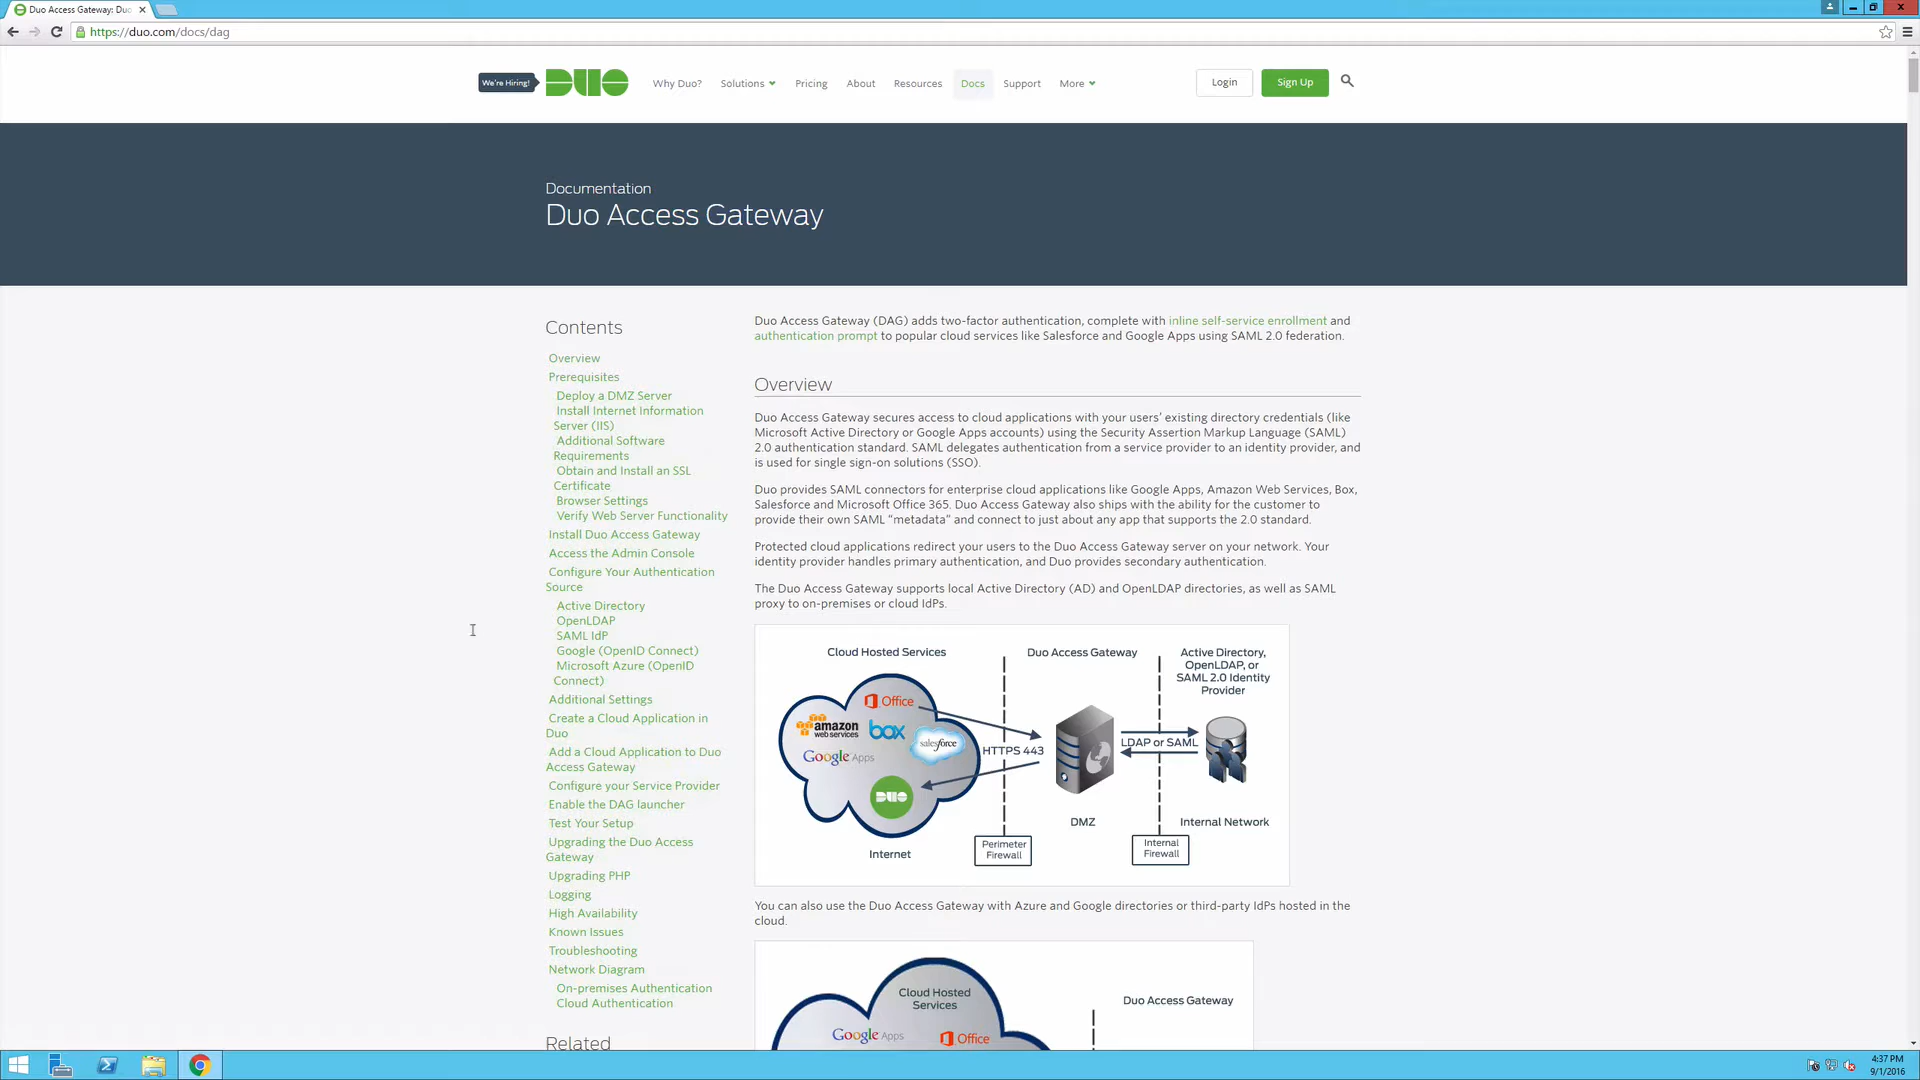 Duo Access Gateway: Duo
https://duo.com/docs/dag
We're Hiring!
DUO
Why Duo?
Solutions
Pricing
About
Resources
Docs
Support
More
Login
Sign Up
Documentation
Duo Access Gateway
Contents
Overview
Prerequisites
Deploy a DMZ Server
Install Internet Information
Server (IIS)
Additional Software
Requirements
Obtain and Install an SSL
Certificate
Browser Settings
Verify Web Server Functionality
Install Duo Access Gateway
Access the Admin Console
Configure Your Authentication
Source
Active Directory
OpenLDAP
SAML IdP
Google (OpenID Connect)
Microsoft Azure (OpenID
Connect)
Additional Settings
Create a Cloud Application in
Duo
Add a Cloud Application to Duo
Access Gateway
Configure your Service Provider
Enable the DAG launcher
Test Your Setup
Upgrading the Duo Access
Gateway
Upgrading PHP
Logging
High Availability
Known Issues
Troubleshooting
Network Diagram
On-premises Authentication
Cloud Authentication
Related
Duo Access Gateway (DAG) adds two-factor authentication, complete with inline self-service enrollment and
authentication prompt to popular cloud services like Salesforce and Google Apps using SAML 2.0 federation.
Overview
Duo Access Gateway secures access to cloud applications with your users’ existing directory credentials (like
Microsoft Active Directory or Google Apps accounts) using the Security Assertion Markup Language (SAML)
2.0 authentication standard. SAML delegates authentication from a service provider to an identity provider, and
is used for single sign-on solutions (SSO).
Duo provides SAML connectors for enterprise cloud applications like Google Apps, Amazon Web Services, Box,
Salesforce and Microsoft Office 365. Duo Access Gateway also ships with the ability for the customer to
provide their own SAML “metadata” and connect to just about any app that supports the 2.0 standard.
Protected cloud applications redirect your users to the Duo Access Gateway server on your network. Your
identity provider handles primary authentication, and Duo provides secondary authentication.
The Duo Access Gateway supports local Active Directory (AD) and OpenLDAP directories, as well as SAML
proxy to on-premises or cloud IdPs.
Cloud Hosted Services
Duo Access Gateway
Active Directory,
OpenLDAP, or
SAML 2.0 Identity
Provider
Office
amazon
web services
box
salesforce
Google Apps
DUO
HTTPS 443
LDAP or SAML
DMZ
Internal Network
Perimeter
Firewall
Internal
Firewall
Internet
You can also use the Duo Access Gateway with Azure and Google directories or third-party IdPs hosted in the
cloud.
Cloud Hosted
Services
Duo Access Gateway
Google Apps
Office
4:37 PM
9/1/2016